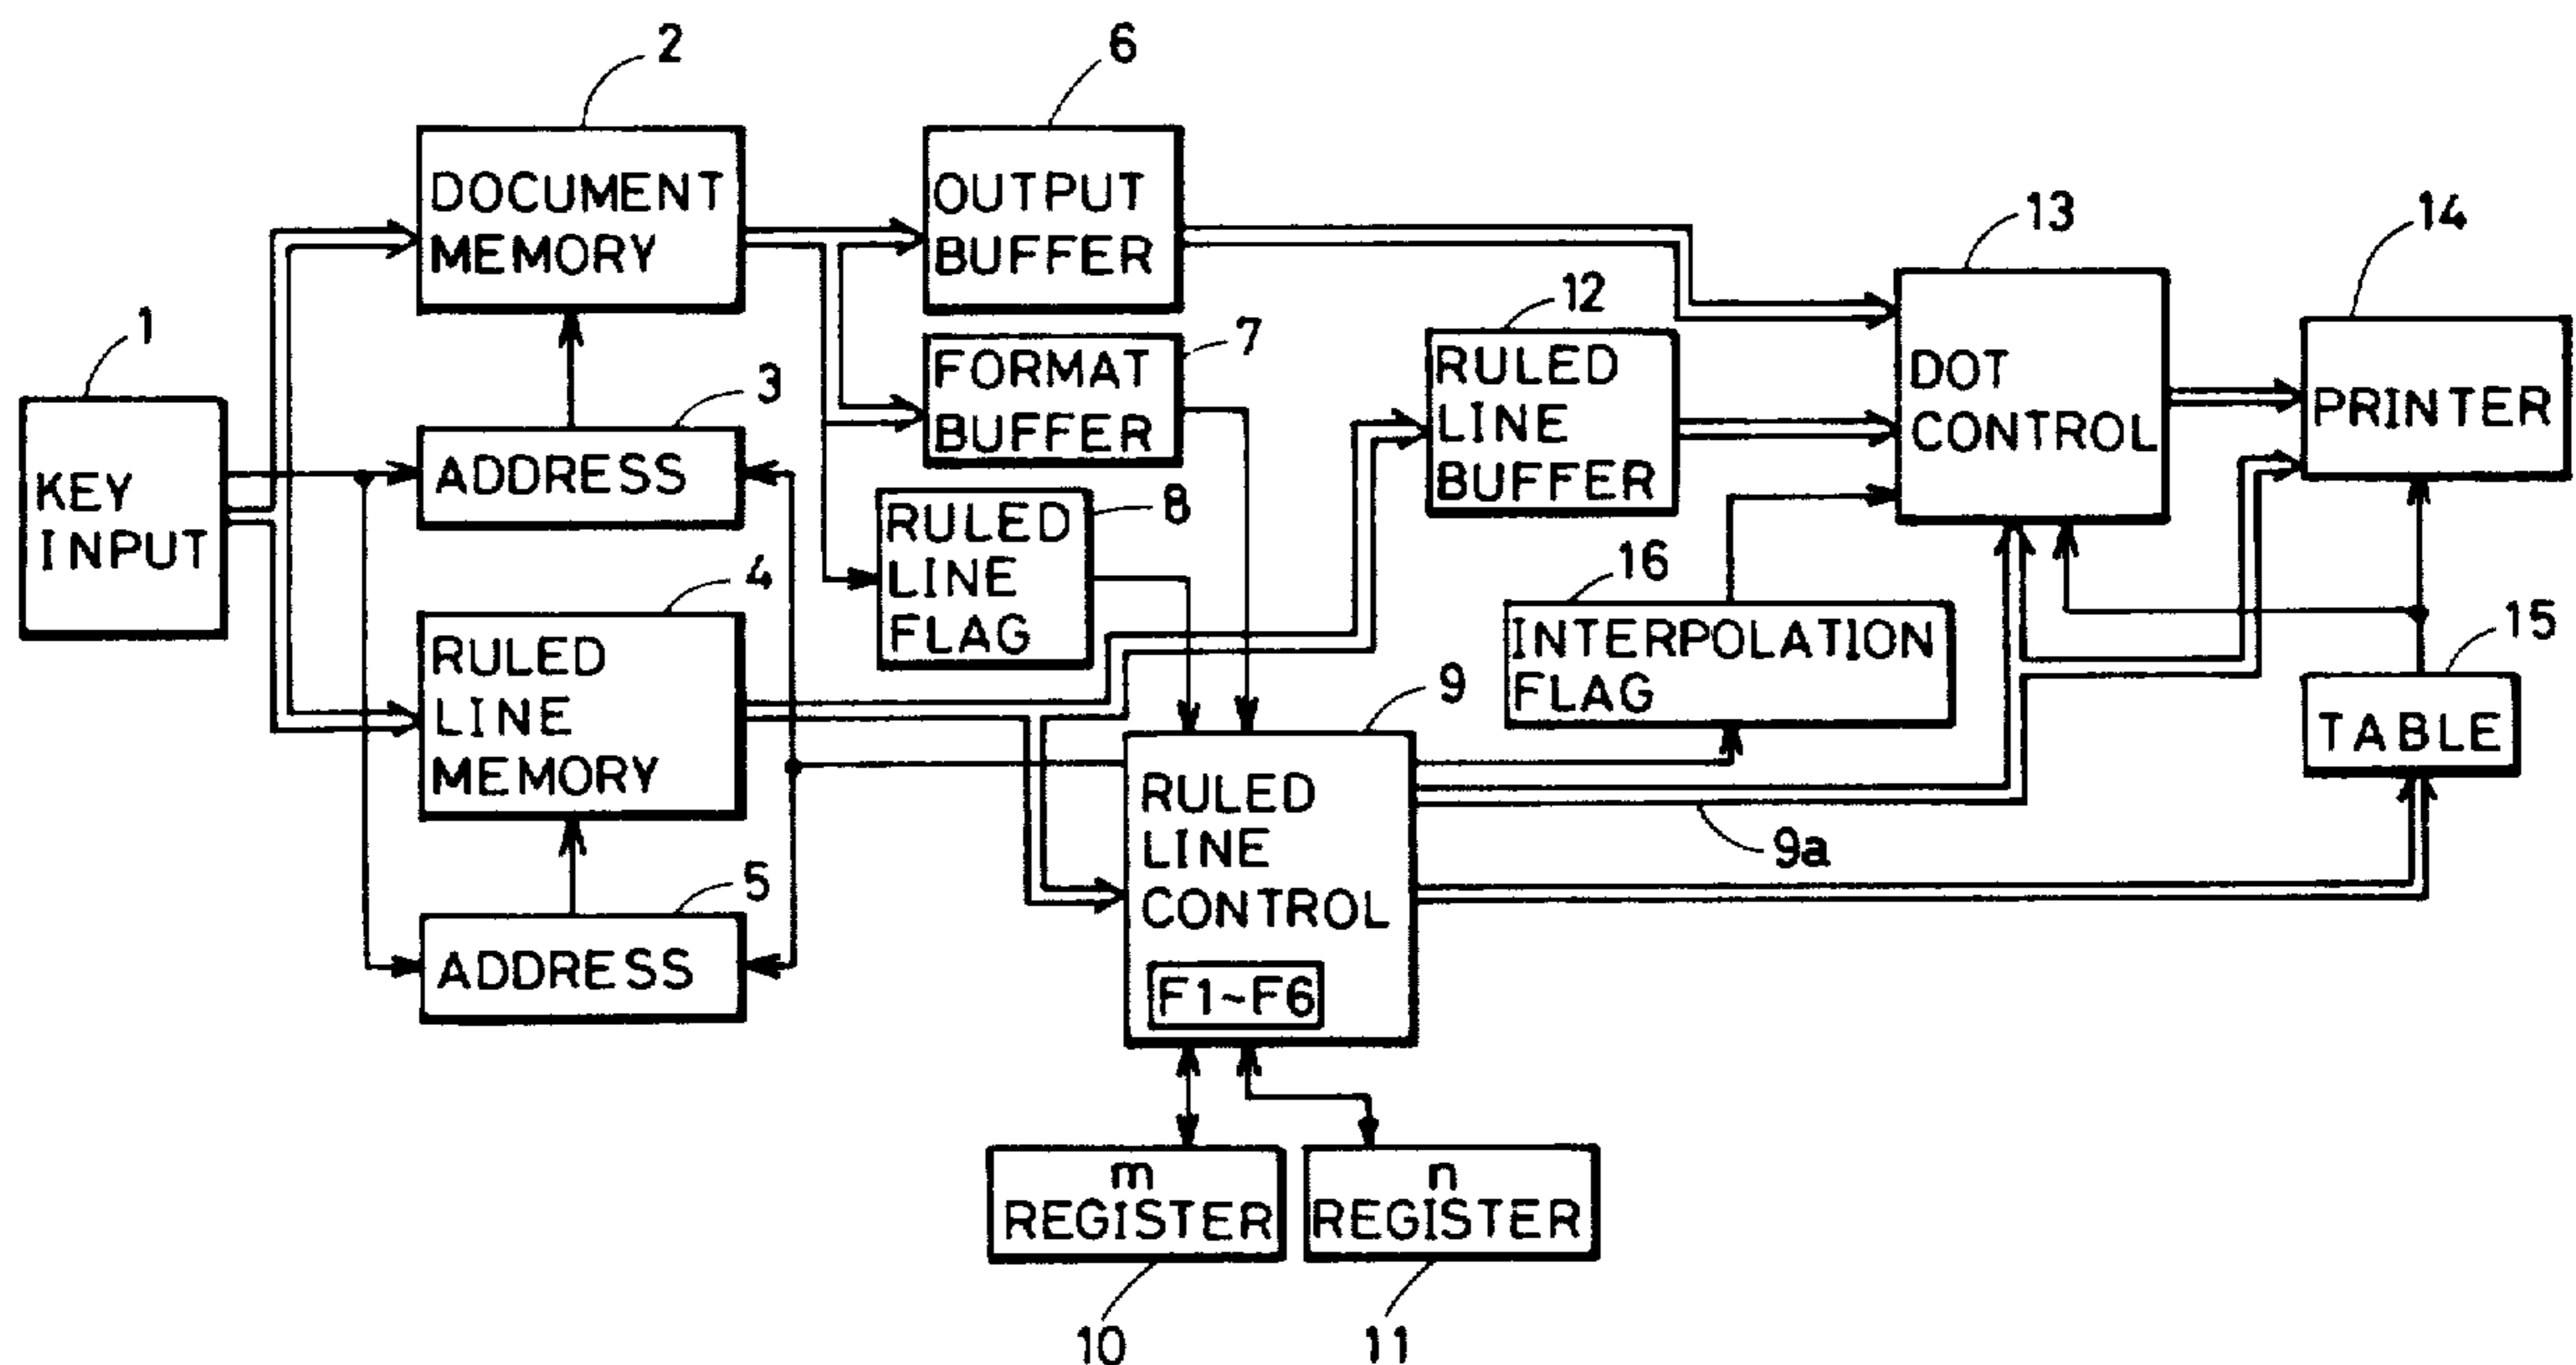 1
KEY
INPUT
2
DOCUMENT
MEMORY
3
ADDRESS
4
RULED
LINE
MEMORY
5
ADDRESS
6
OUTPUT
BUFFER
7
FORMAT
BUFFER
8
RULED
LINE
FLAG
9
RULED
LINE
CONTROL
F1~F6
9a
m
REGISTER
10
n
REGISTER
11
12
RULED
LINE
BUFFER
13
DOT
CONTROL
14
PRINTER
15
TABLE
16
INTERPOLATION
FLAG